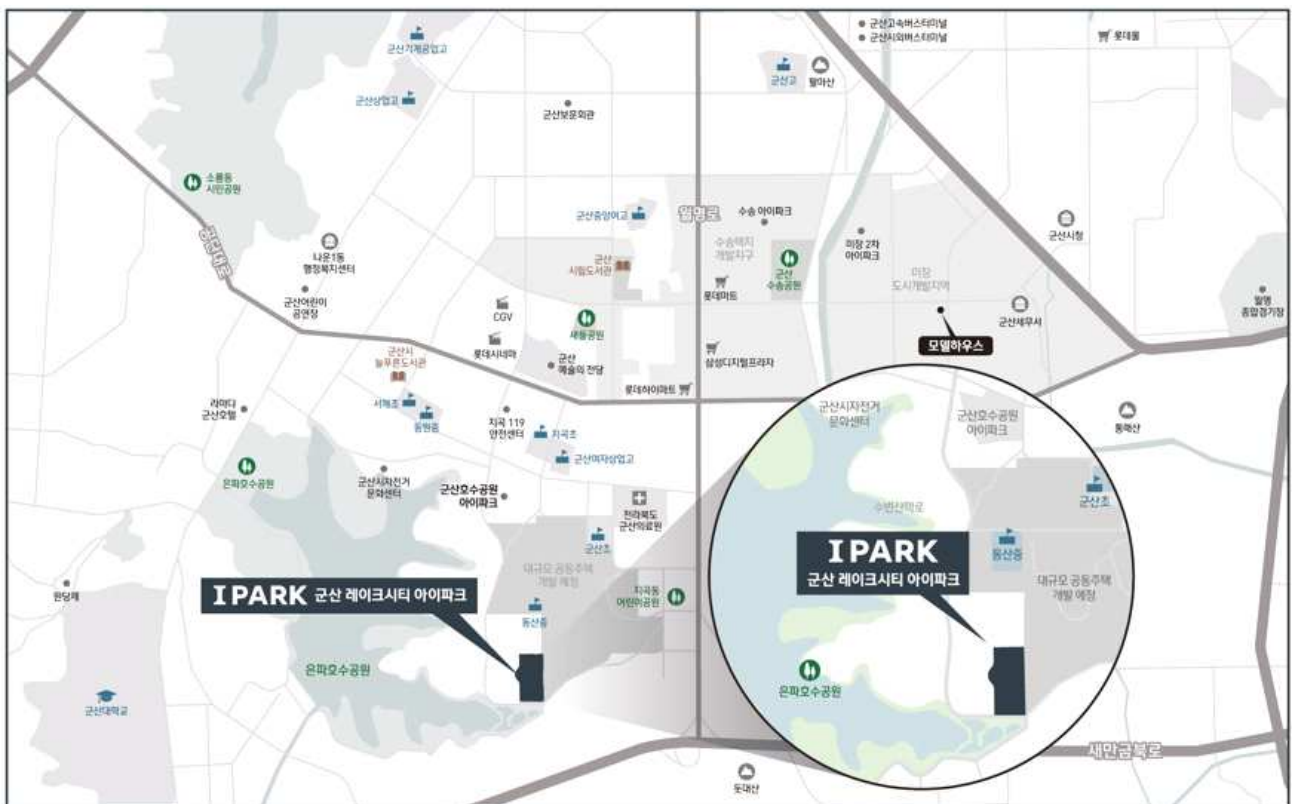 군산고속버스터미널
군산시외버스터미널
롯데몰
군산기계공업고
군산상업고
군산보문회관
군산고
팔마산
소룡동
시민공원
공단대로
나운1동
행정복지센터
군산어린이
공연장
군산중앙여고
군산
시립도서관
월명로
수송 아이파크
수송택지
개발지구
군산
수송공원
롯데마트
미장 2차
아이파크
미장
도시개발지역
군산시청
군산세무서
월명
종합경기장
모델하우스
CGV
롯데시네마
새들공원
군산
예술의 전당
삼성디지털프라자
롯데하이마트
군산시
늘푸른도서관
서해초
동원중
라마다
군산호텔
지곡 119
안전센터
지곡초
군산여자상업고
은파호수공원
군산시자전거
문화센터
군산호수공원
아이파크
전라북도
군산의료원
군산초
대규모 공동주택
개발 예정
지곡동
어린이공원
동산중
I PARK 군산 레이크시티 아이파크
은파호수공원
원당제
군산대학교
군산시자전거
문화센터
군산호수공원
아이파크
통매산
군산초
수변산책로
동산중
I PARK
군산 레이크시티 아이파크
대규모 공동주택
개발 예정
은파호수공원
새만금북로
돗대산